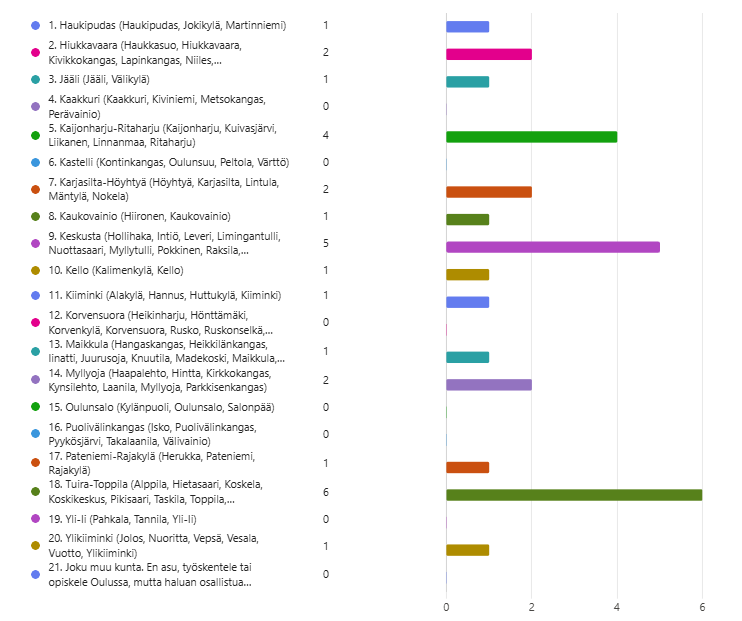 1. Haukipudas (Haukipudas, Jokikylä, Martinniemi) 1
2. Hiukkavaara (Haukkasuo, Hiukkavaara,
Kivikkokangas, Lapinkangas, Niiles,... 2
3. Jääli (Jääli, Välikylä) 1
4. Kaakkuri (Kaakkuri, Kiviniemi, Metsokangas,
Perävainio) 0
5. Kaijonharju-Ritaharju (Kaijonharju, Kuivasjärvi,
Liikanen, Linnanmaa, Ritaharju) 4
6. Kastelli (Kontinkangas, Oulunsuu, Peltola, Värttö) 0
7. Karjasilta-Höyhtyä (Höyhtyä, Karjasilta, Lintula,
Mäntylä, Nokela) 2
8. Kaukovainio (Hiironen, Kaukovainio) 1
9. Keskusta (Hollihaka, Intiö, Leveri, Limingantulli,
Nuottasaari, Myllytulli, Pokkinen, Raksila,... 5
10. Kello (Kalimenkylä, Kello) 1
11. Kiiminki (Alakylä, Hannus, Huttukylä, Kiiminki) 1
12. Korvensuora (Heikinharju, Hönttämäki,
Korvenkylä, Korvensuora, Rusko, Ruskonselkä,... 0
13. Maikkula (Hangaskangas, Heikkilänkangas,
Iinatti, Juurusoja, Knuutila, Madekoski, Maikkula,... 1
14. Myllyoja (Haapalehto, Hintta, Kirkkokangas,
Kynsilehto, Laanila, Myllyoja, Parkkisenkangas) 2
15. Oulunsalo (Kylänpuoli, Oulunsalo, Salonpää) 0
16. Puolivälinkangas (Isko, Puolivälinkangas,
Pyykösjärvi, Takalaanila, Välivainio) 0
17. Pateniemi-Rajakylä (Herukka, Pateniemi,
Rajakylä) 1
18. Tuira-Toppila (Alppila, Hietasaari, Koskela,
Koskikeskus, Pikisaari, Taskila, Toppila,... 6
19. Yli-Ii (Pahkala, Tannila, Yli-Ii) 0
20. Ylikiiminki (Jolos, Nuoritta, Vepsä, Vesala,
Vuotto, Ylikiiminki) 1
21. Joku muu kunta. En asu, työskentele tai
opiskele Oulussa, mutta haluan osallistua... 0
0 2 4 6